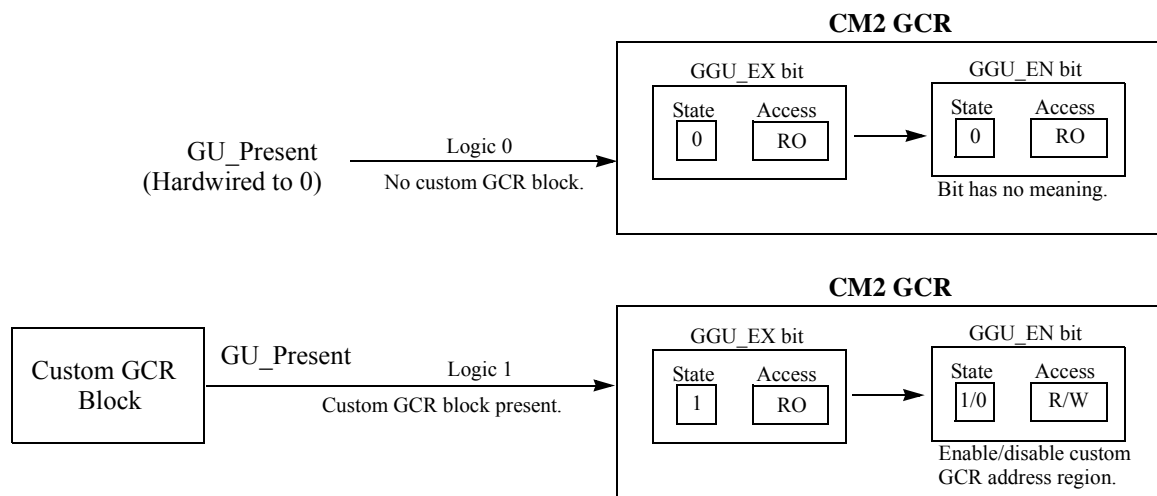 CM2 GCR
GGU_EX bit
GGU_EN bit
State Access
State Access
0 RO
0 RO
GU_Present
(Hardwired to 0)
Logic 0
No custom GCR block.
Bit has no meaning.
CM2 GCR
GGU_EX bit
GGU_EN bit
Custom GCR
Block
GU_Present
Logic 1
Custom GCR block present.
State Access
State Access
1 RO
1/0 R/W
Enable/disable custom
GCR address region.